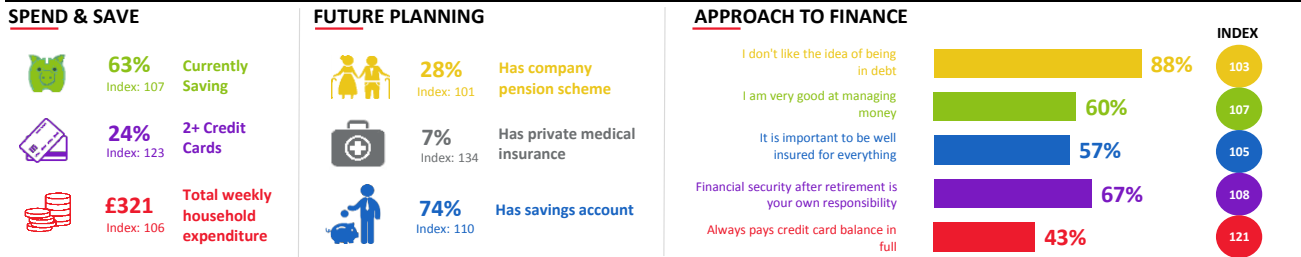 SPEND & SAVE
63%
Index: 107
Currently
Saving
24%
Index: 123
2+ Credit
Cards
£321
Index: 106
Total weekly
household
expenditure
FUTURE PLANNING
28%
Index: 101
Has company
pension scheme
7%
Index: 134
Has private medical
insurance
74%
Index: 110
Has savings account
APPROACH TO FINANCE
INDEX
I don't like the idea of being
in debt
88%
103
I am very good at managing
money
60%
107
It is important to be well
insured for everything
57%
105
Financial security after retirement is
your own responsibility
67%
108
Always pays credit card balance in
full
43%
121